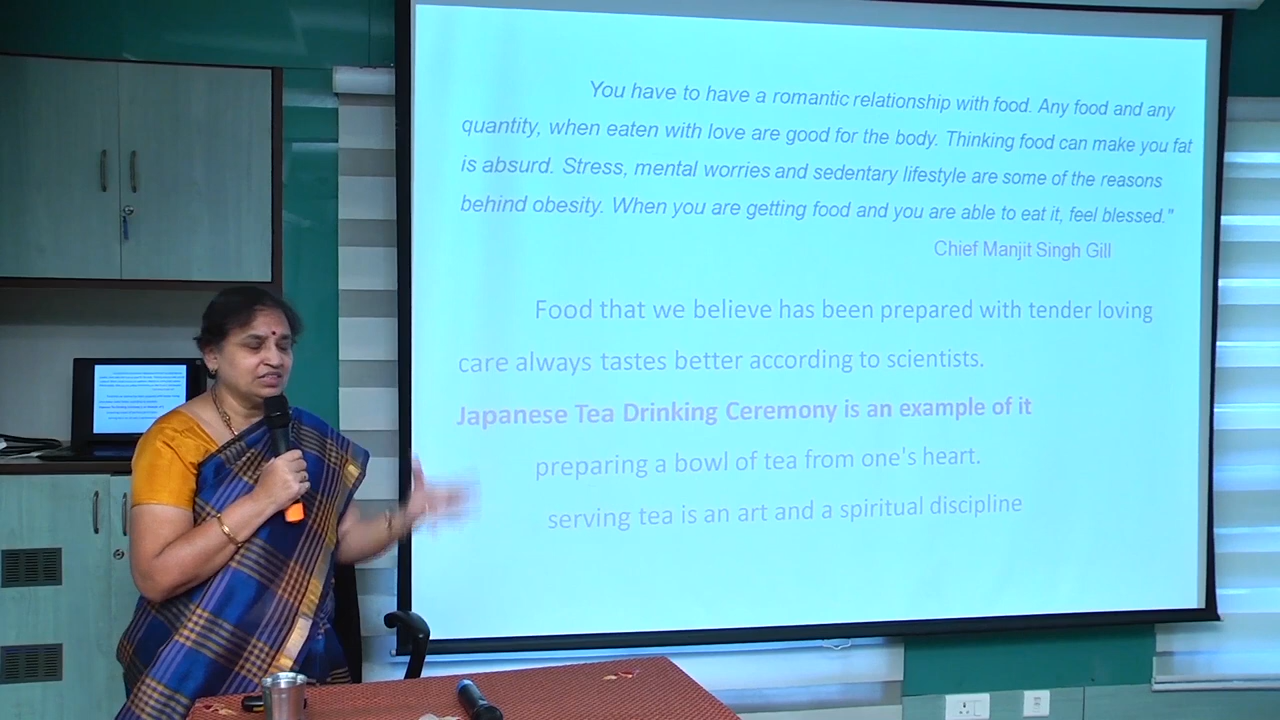 You have to have a romantic relationship with food. Any food and any
quantity, when eaten with love are good for the body. Thinking food can make you fat
is absurd. Stress, mental worries and sedentary lifestyle are some of the reasons
behind obesity. When you are getting food and you are able to eat it, feel blessed."
Chief Manjit Singh Gill
Food that we believe has been prepared with tender loving
care always tastes better according to scientists.
Japanese Tea Drinking Ceremony is an example of it
preparing a bowl of tea from one's heart.
serving tea is an art and a spiritual discipline